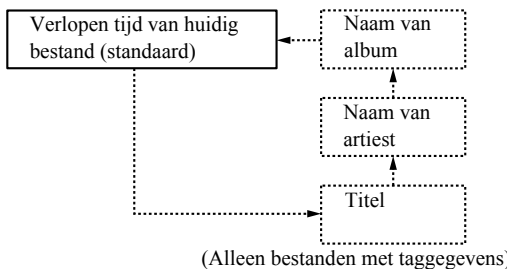 Verlopen tijd van huidig
bestand (standaard)
Naam van
album
Naam van
artiest
Titel
(Alleen bestanden met taggegevens)